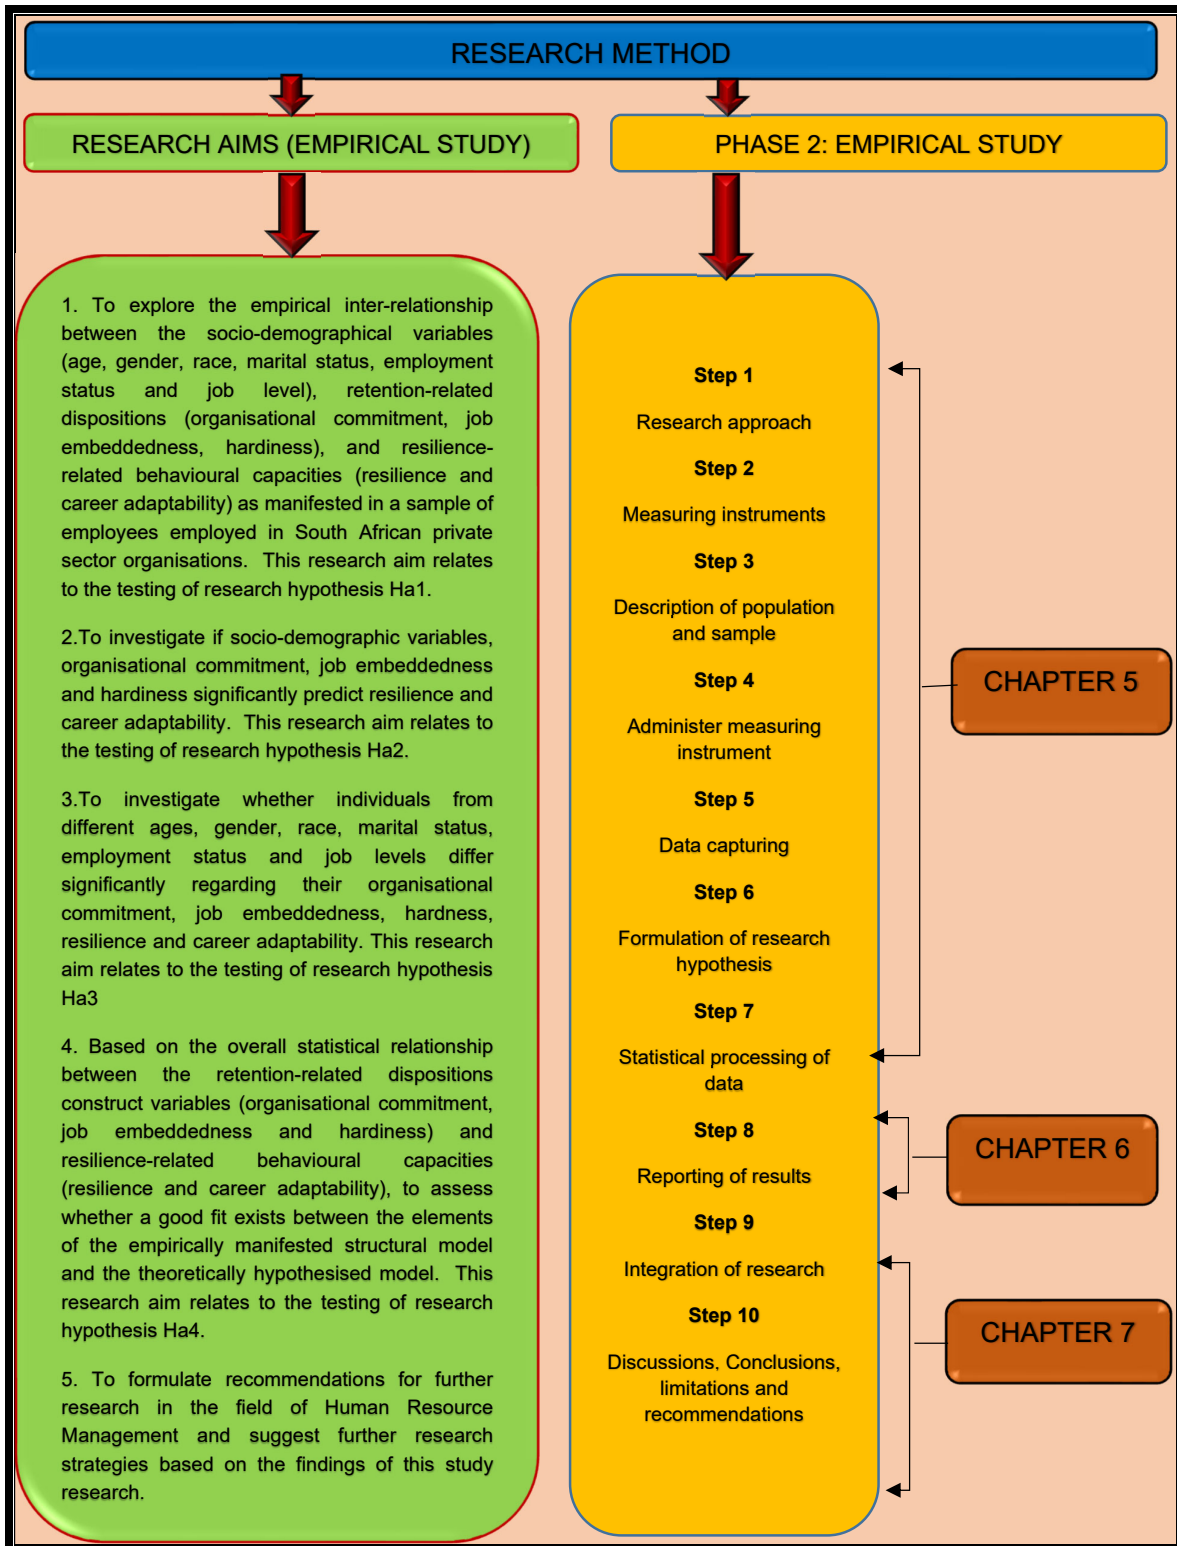 RESEARCH METHOD
RESEARCH AIMS (EMPIRICAL STUDY)
PHASE 2: EMPIRICAL STUDY
1. To explore the empirical inter-relationship
between the socio-demographical variables
(age, gender, race, marital status, employment
status and job level), retention-related
dispositions (organisational commitment, job
embeddedness, hardiness), and resilience-
related behavioural capacities (resilience and
career adaptability) as manifested in a sample of
employees employed in South African private
sector organisations. This research aim relates
to the testing of research hypothesis Ha1.
2.To investigate if socio-demographic variables,
organisational commitment, job embeddedness
and hardiness significantly predict resilience and
career adaptability. This research aim relates to
the testing of research hypothesis Ha2.
3.To investigate whether individuals from
different ages, gender, race, marital status,
employment status and job levels differ
significantly regarding their organisational
commitment, job embeddedness, hardness,
resilience and career adaptability. This research
aim relates to the testing of research hypothesis
Ha3
4. Based on the overall statistical relationship
between the retention-related dispositions
construct variables (organisational commitment,
job embeddedness and hardiness) and
resilience-related behavioural capacities
(resilience and career adaptability), to assess
whether a good fit exists between the elements
of the empirically manifested structural model
and the theoretically hypothesised model. This
research aim relates to the testing of research
hypothesis Ha4.
5. To formulate recommendations for further
research in the field of Human Resource
Management and suggest further research
strategies based on the findings of this study
research.
Step 1
Research approach
Step 2
Measuring instruments
Step 3
Description of population
and sample
Step 4
Administer measuring
instrument
Step 5
Data capturing
Step 6
Formulation of research
hypothesis
Step 7
Statistical processing of
data
Step 8
Reporting of results
Step 9
Integration of research
Step 10
Discussions, Conclusions,
limitations and
recommendations
CHAPTER 5
CHAPTER 6
CHAPTER 7